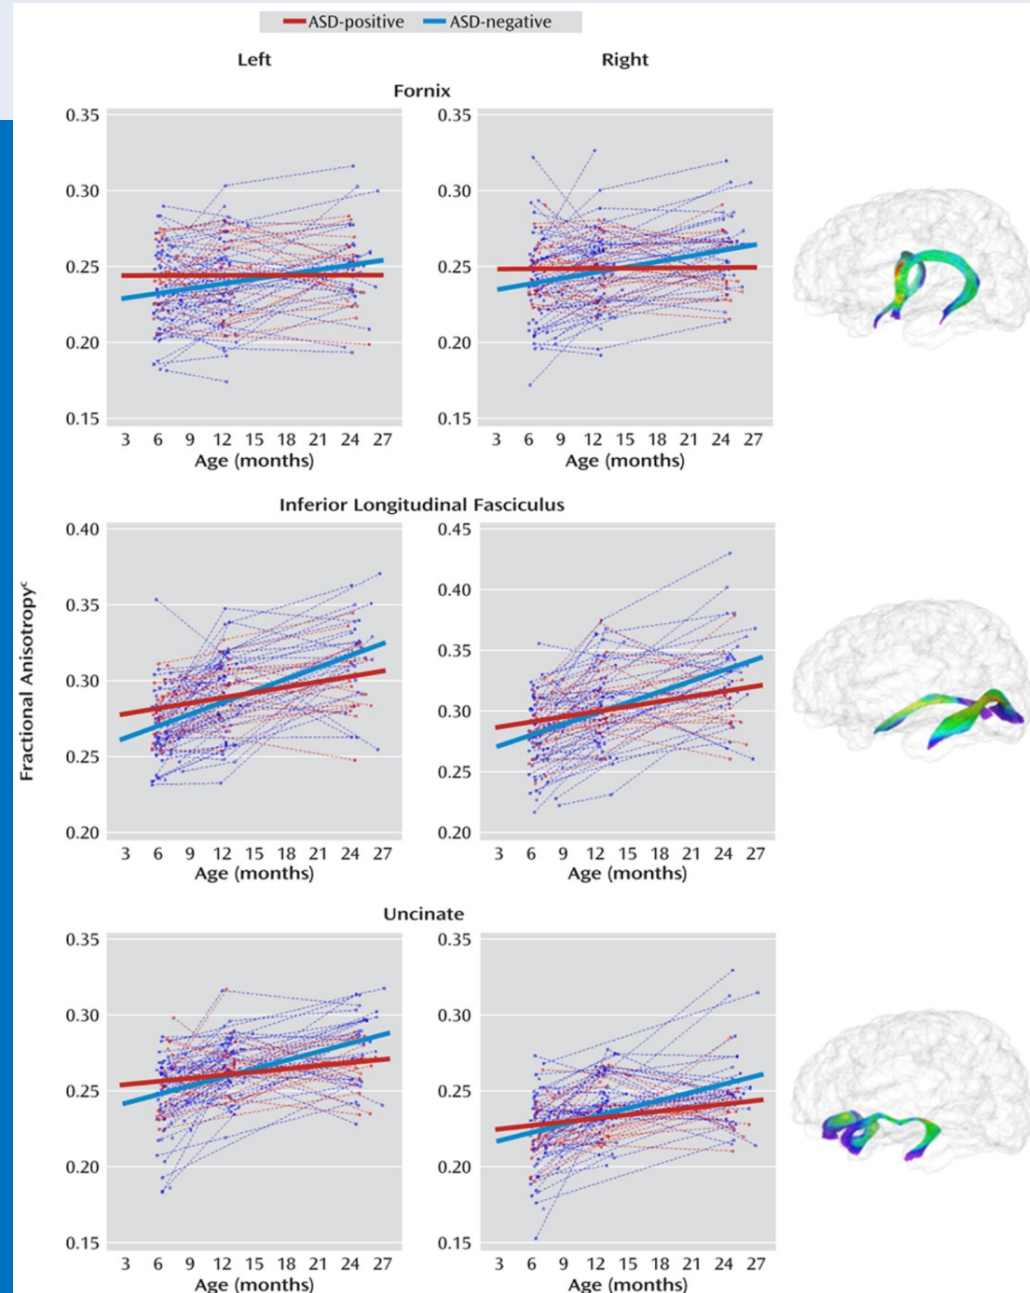 ASD-positive ASD-negative
Left Right
Fornix
0.35
0.30
0.25
0.20
0.15
3 6 9 12 15 18 21 24 27
Age (months)
0.35
0.30
0.25
0.20
0.15
3 6 9 12 15 18 21 24 27
Age (months)
Fractional Anisotropyᶜ
Inferior Longitudinal Fasciculus
0.40
0.35
0.30
0.25
0.20
3 6 9 12 15 18 21 24 27
Age (months)
0.45
0.40
0.35
0.30
0.25
0.20
3 6 9 12 15 18 21 24 27
Age (months)
Uncinate
0.35
0.30
0.25
0.20
0.15
3 6 9 12 15 18 21 24 27
Age (months)
0.35
0.30
0.25
0.20
0.15
3 6 9 12 15 18 21 24 27
Age (months)